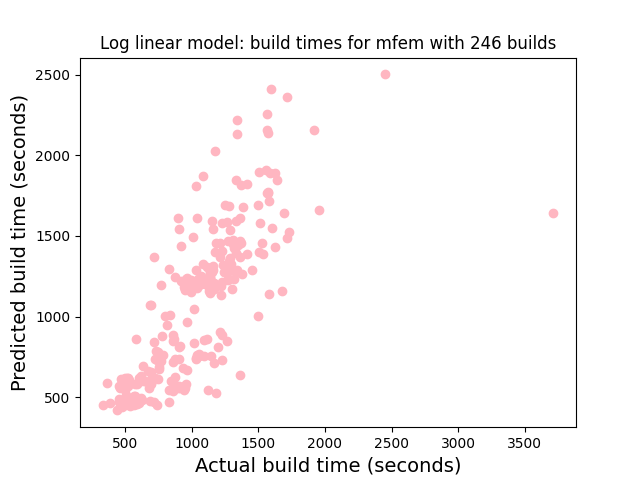 Log linear model: build times for mfem with 246 builds
2500
2000
1500
1000
500
Predicted build time (seconds)
500 1000 1500 2000 2500 3000 3500
Actual build time (seconds)